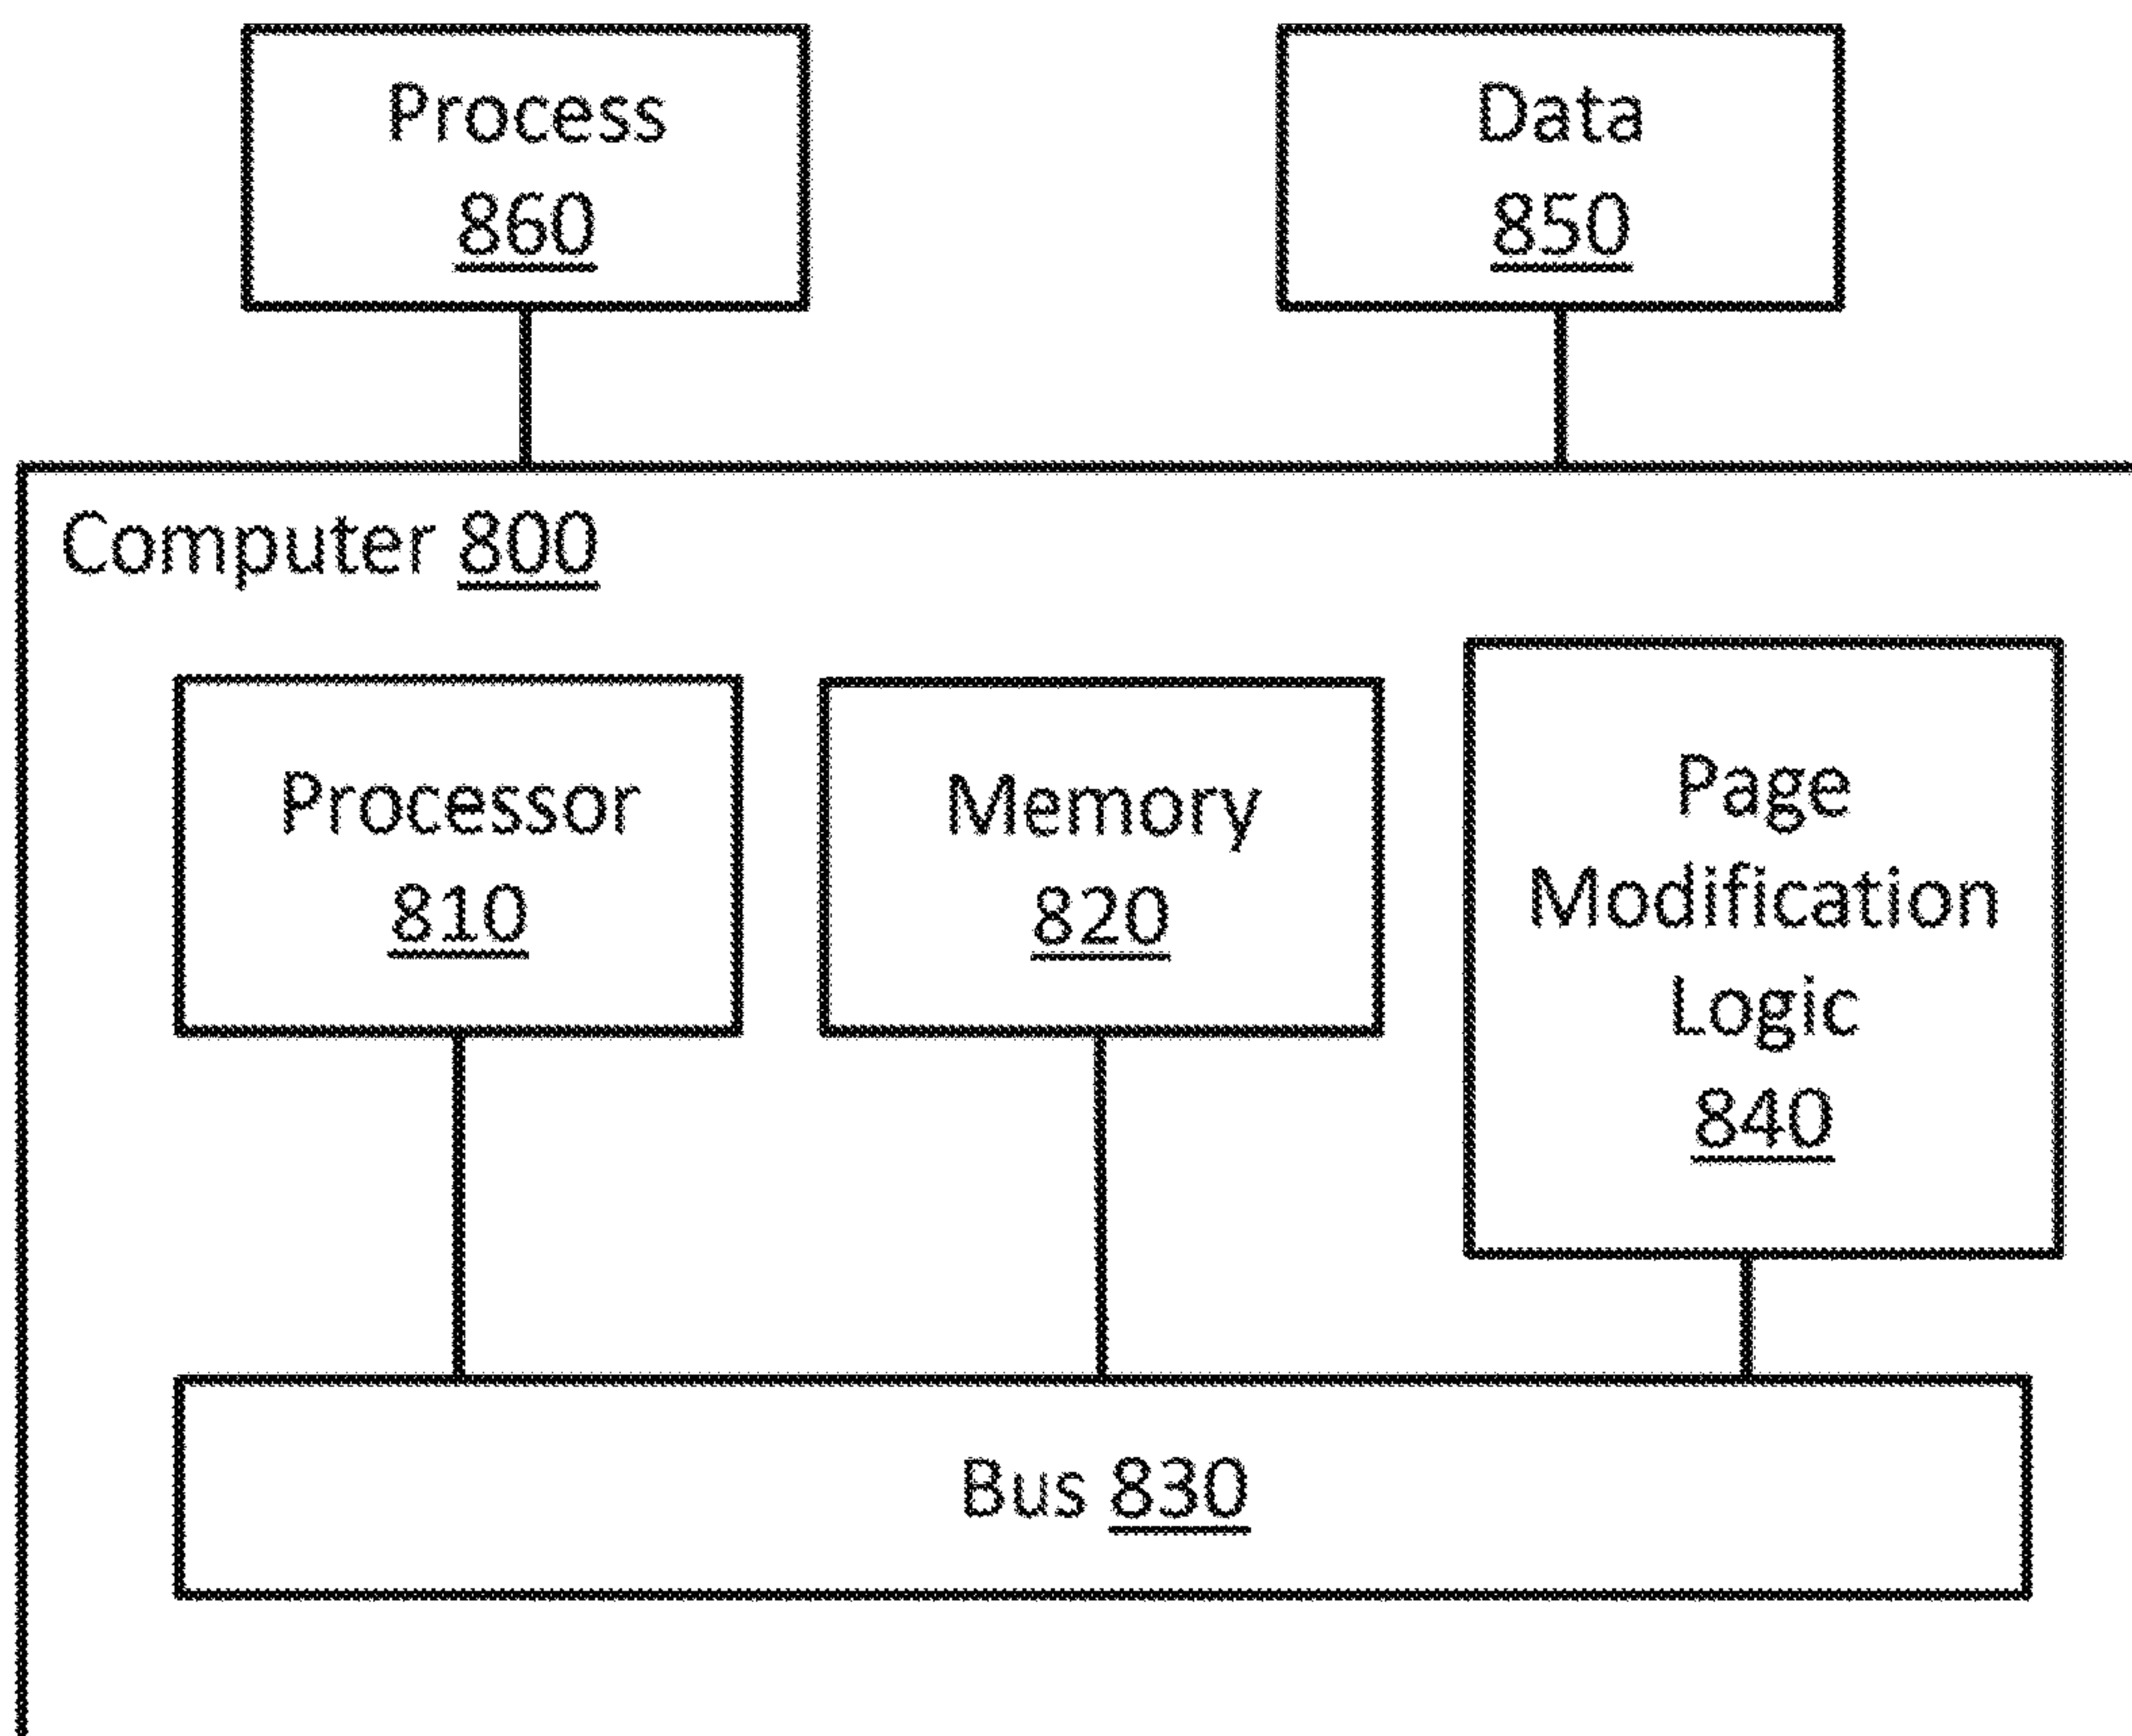 Process
860
Data
850
Computer 800
Processor
810
Memory
820
Page
Modification
Logic
840
Bus 830